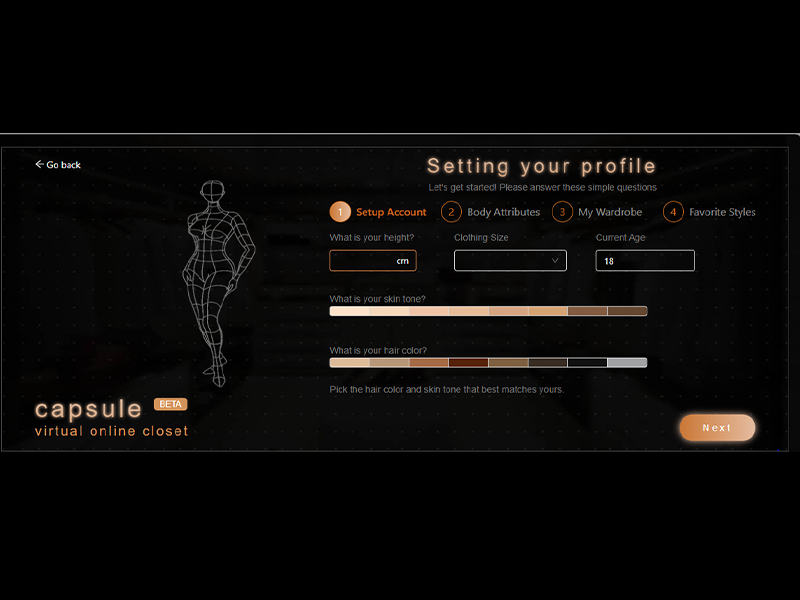 Go back
Setting your profile
Let's get started! Please answer these simple questions
1 Setup Account 2 Body Attributes 3 My Wardrobe 4 Favorite Styles
What is your height? Clothing Size Current Age
cm 18
What is your skin tone?
What is your hair color?
Pick the hair color and skin tone that best matches yours.
capsule BETA
virtual online closet
Next